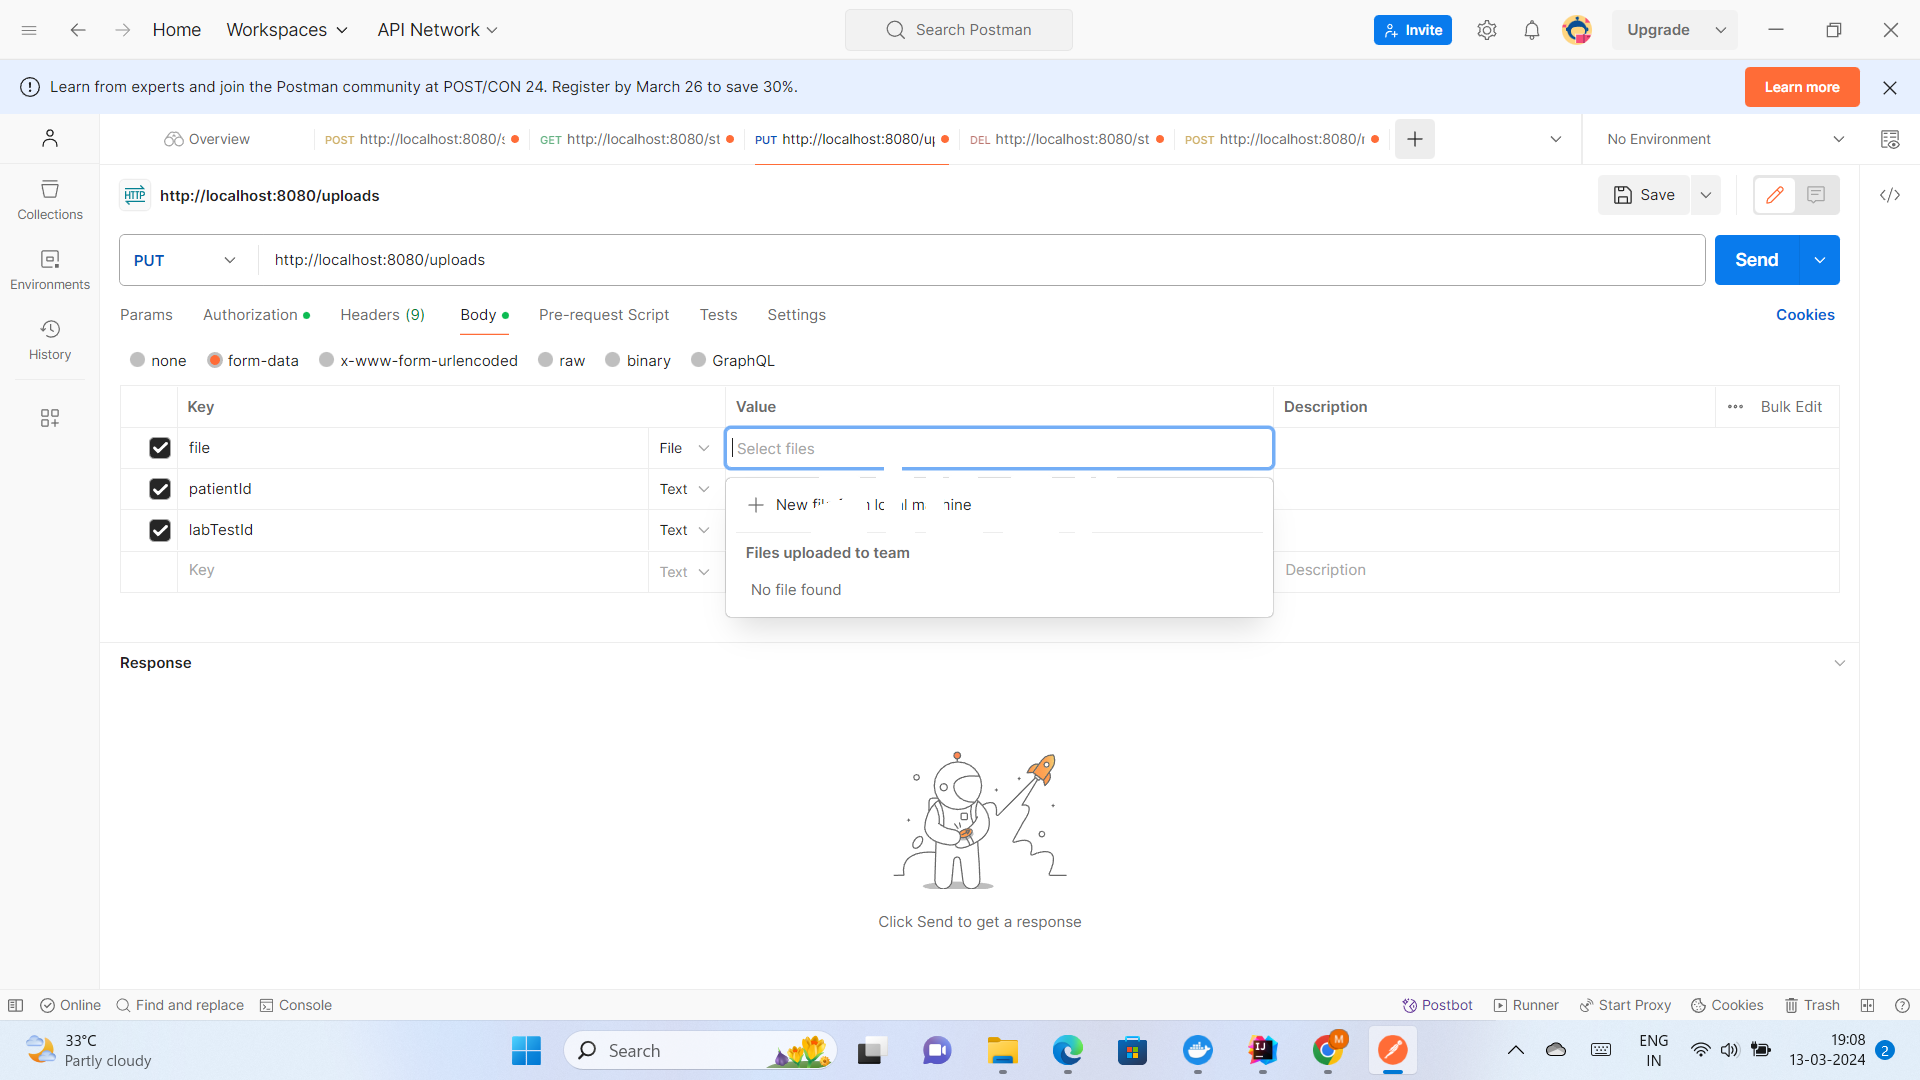 Home Workspaces API Network Search Postman Invite Upgrade
Learn from experts and join the Postman community at POST/CON 24. Register by March 26 to save 30%. Learn more
Overview POST http://localhost:8080/s GET http://localhost:8080/st PUT http://localhost:8080/up DEL http://localhost:8080/st POST http://localhost:8080/r No Environment
HTTP http://localhost:8080/uploads Save
Collections
PUT http://localhost:8080/uploads Send
Environments
Params Authorization Headers (9) Body Pre-request Script Tests Settings Cookies
History
none form-data x-www-form-urlencoded raw binary GraphQL
Key Value Description ••• Bulk Edit
file File Select files
patientId Text
New machine
labTestId Text
Files uploaded to team
Key Text Description
No file found
Response
Click Send to get a response
Online Find and replace Console Postbot Runner Start Proxy Cookies Trash
33°C
Partly cloudy
Search
M
IJ
ENG
IN
19:08
13-03-2024
2